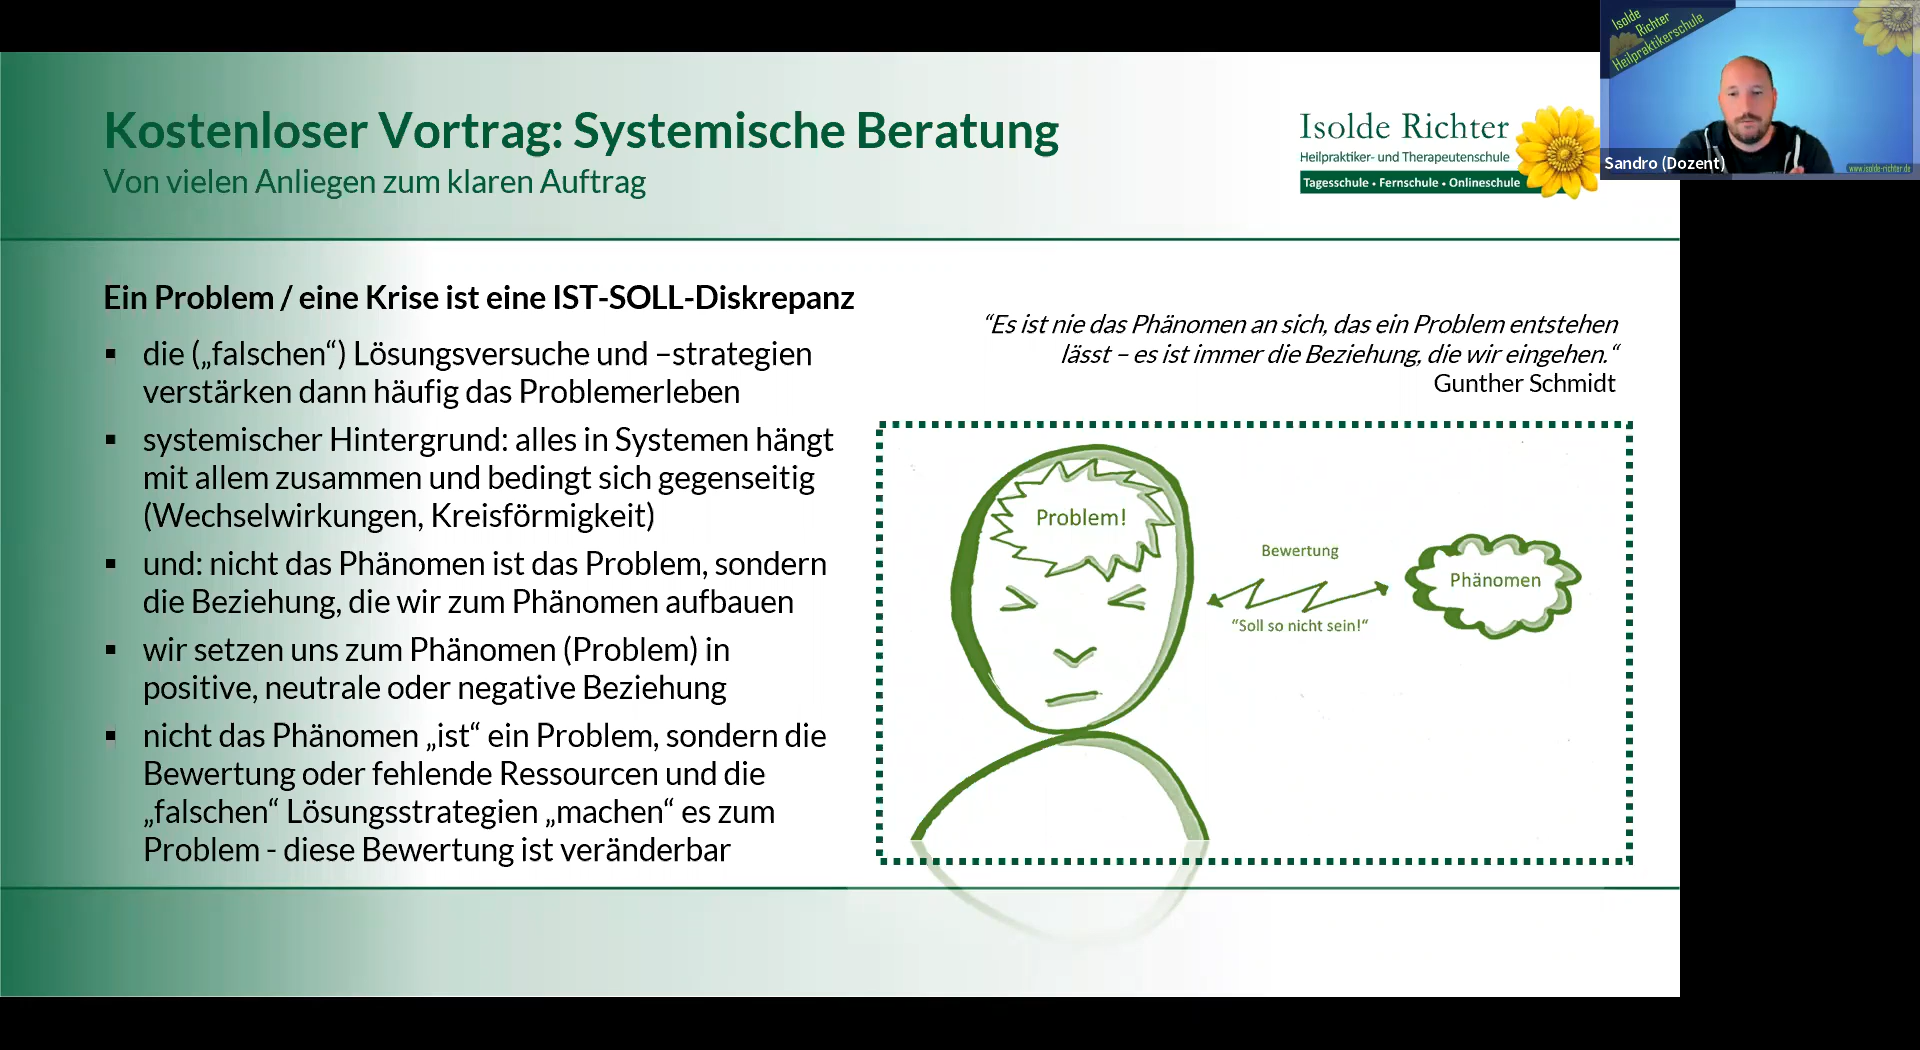 Kostenloser Vortrag: Systemische Beratung
Von vielen Anliegen zum klaren Auftrag
Isolde Richter
Heilpraktiker- und Therapeutenschule
Tagesschule • Fernschule • Onlineschule
Isolde
Richter
Heilpraktikerschule
Sandro (Dozent)
www.isolde-richter.de
Ein Problem / eine Krise ist eine IST-SOLL-Diskrepanz
▪ die („falschen“) Lösungsversuche und –strategien
verstärken dann häufig das Problemerleben
▪ systemischer Hintergrund: alles in Systemen hängt
mit allem zusammen und bedingt sich gegenseitig
(Wechselwirkungen, Kreisförmigkeit)
▪ und: nicht das Phänomen ist das Problem, sondern
die Beziehung, die wir zum Phänomen aufbauen
▪ wir setzen uns zum Phänomen (Problem) in
positive, neutrale oder negative Beziehung
▪ nicht das Phänomen „ist“ ein Problem, sondern die
Bewertung oder fehlende Ressourcen und die
„falschen“ Lösungsstrategien „machen“ es zum
Problem - diese Bewertung ist veränderbar
“Es ist nie das Phänomen an sich, das ein Problem entstehen
lässt – es ist immer die Beziehung, die wir eingehen.“
Gunther Schmidt
Problem!
Bewertung
“Soll so nicht sein!“
Phänomen